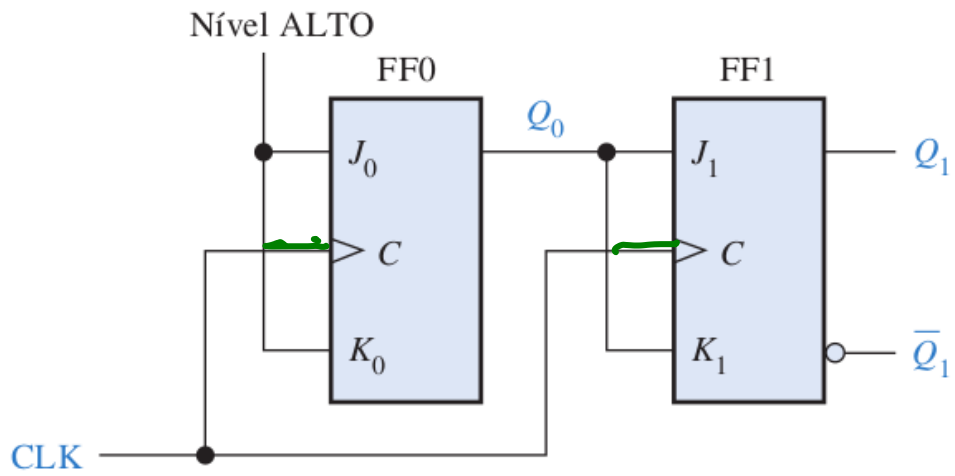 Nível ALTO
FF0
FF1
Q₀
J₀
J₁
Q₁
C
C
K₀
K₁
Q̅₁
CLK